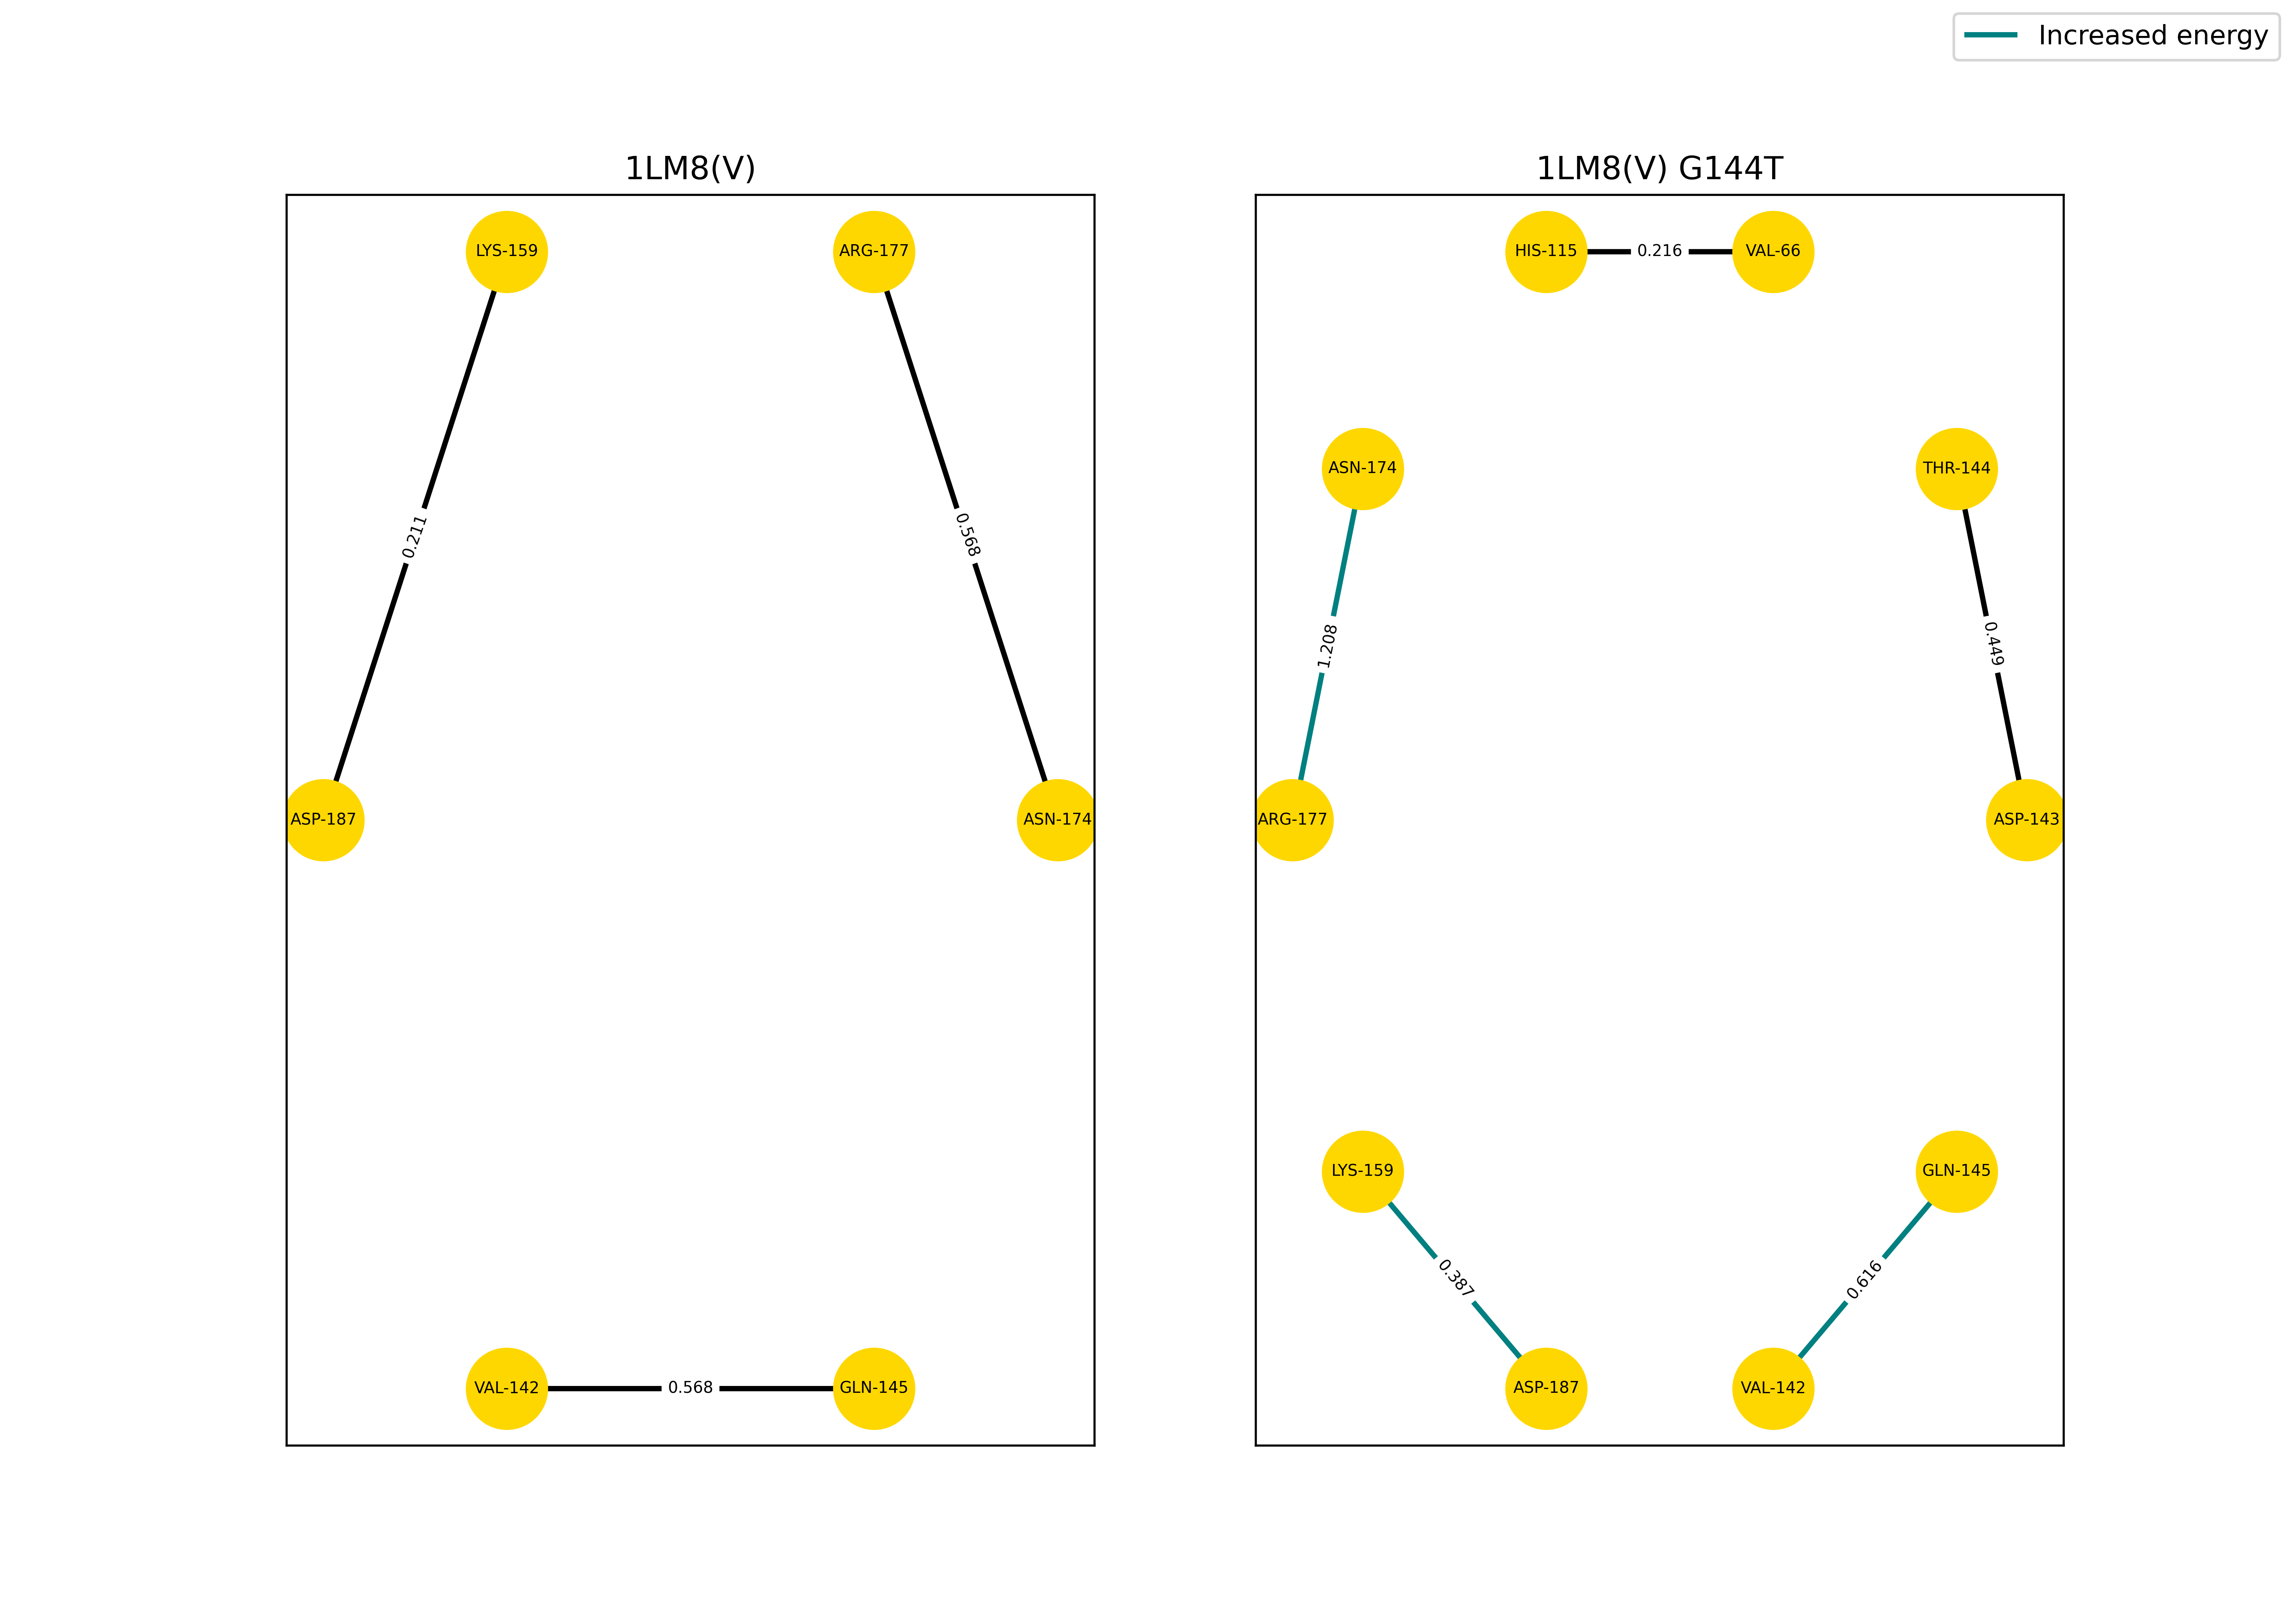 Increased energy
1LM8(V)
LYS-159
ARG-177
0.211
0.568
ASP-187
ASN-174
VAL-142
0.568
GLN-145
1LM8(V) G144T
HIS-115
0.216
VAL-66
ASN-174
THR-144
1.208
0.449
ARG-177
ASP-143
LYS-159
GLN-145
0.387
0.616
ASP-187
VAL-142